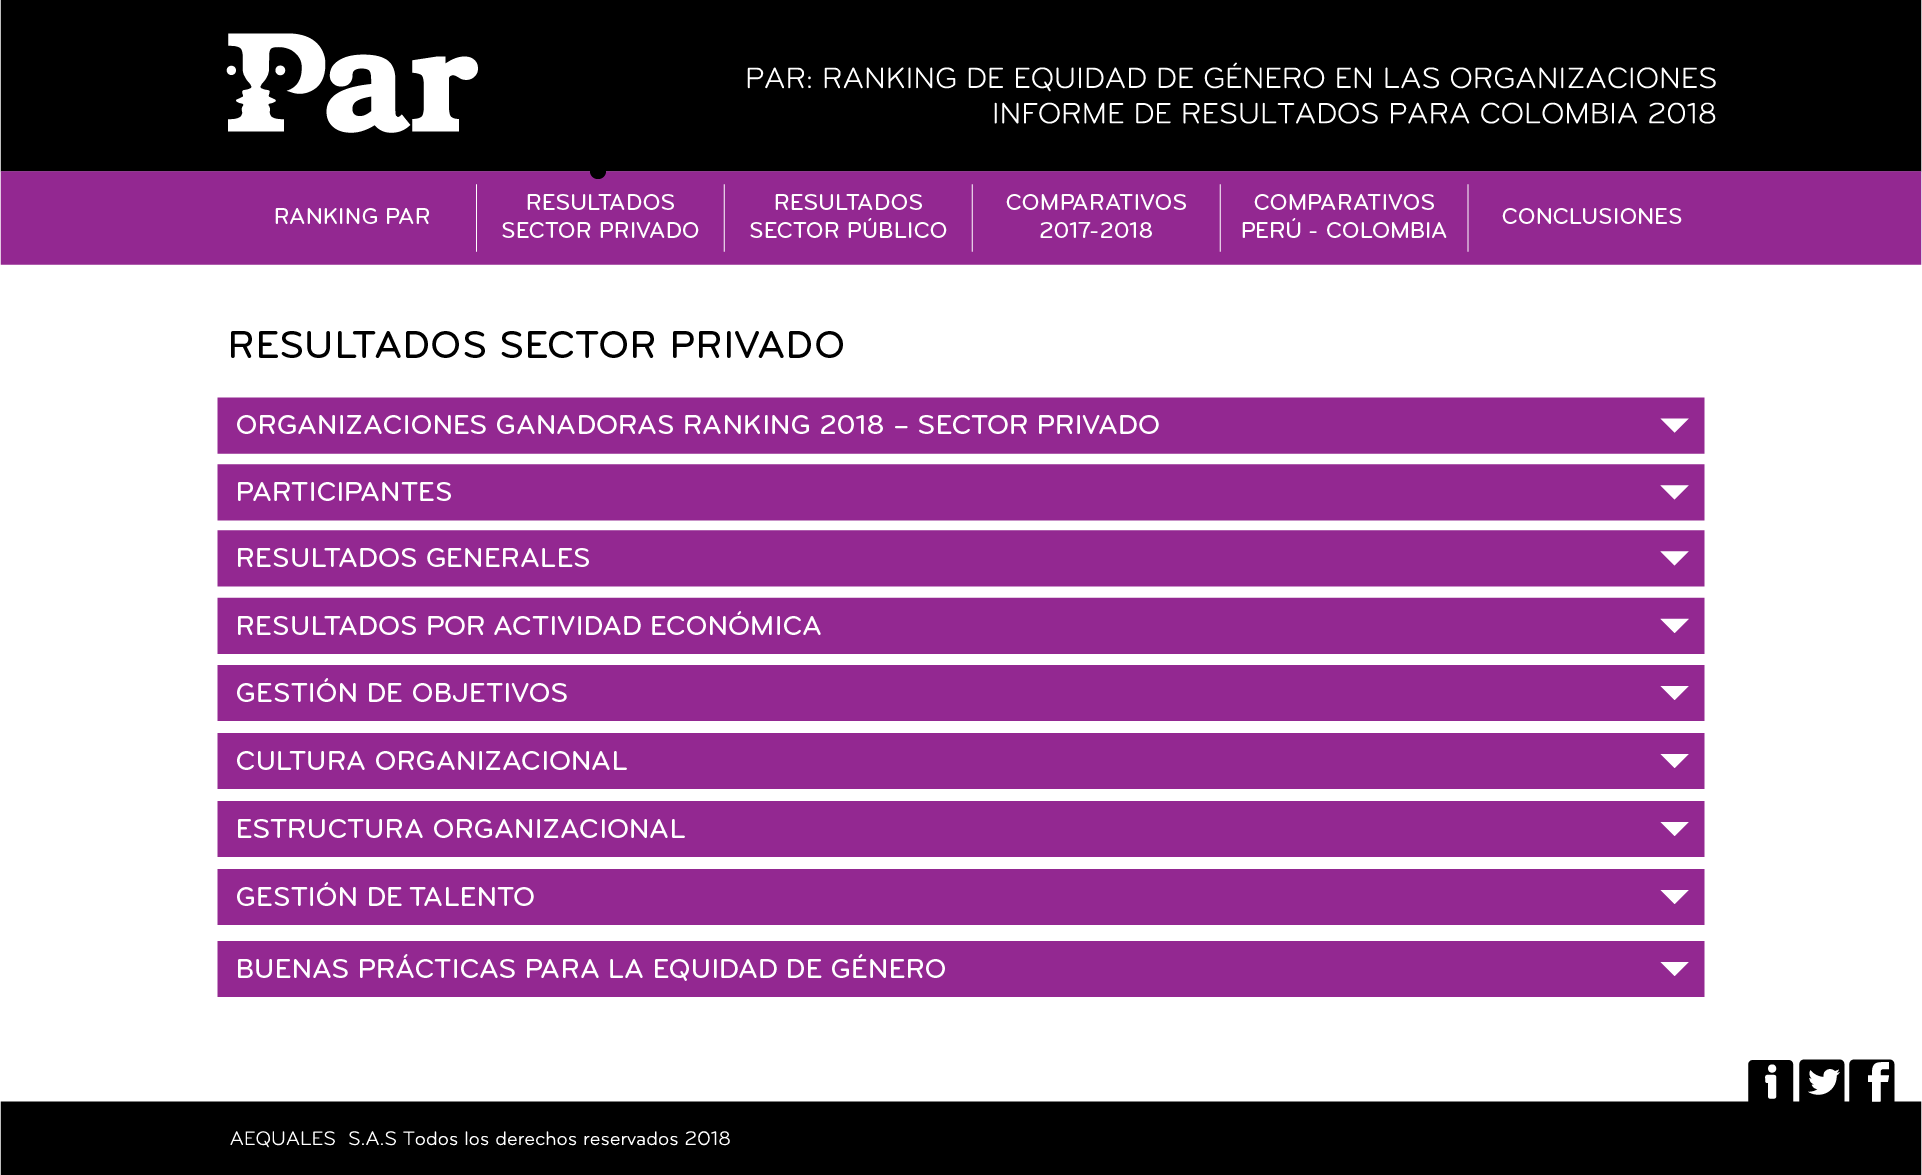 Par
PAR: RANKING DE EQUIDAD DE GÉNERO EN LAS ORGANIZACIONES
INFORME DE RESULTADOS PARA COLOMBIA 2018
RANKING PAR
RESULTADOS
SECTOR PRIVADO
RESULTADOS
SECTOR PÚBLICO
COMPARATIVOS
2017-2018
COMPARATIVOS
PERÚ - COLOMBIA
CONCLUSIONES
RESULTADOS SECTOR PRIVADO
ORGANIZACIONES GANADORAS RANKING 2018 – SECTOR PRIVADO
PARTICIPANTES
RESULTADOS GENERALES
RESULTADOS POR ACTIVIDAD ECONÓMICA
GESTIÓN DE OBJETIVOS
CULTURA ORGANIZACIONAL
ESTRUCTURA ORGANIZACIONAL
GESTIÓN DE TALENTO
BUENAS PRÁCTICAS PARA LA EQUIDAD DE GÉNERO
AEQUALES S.A.S Todos los derechos reservados 2018